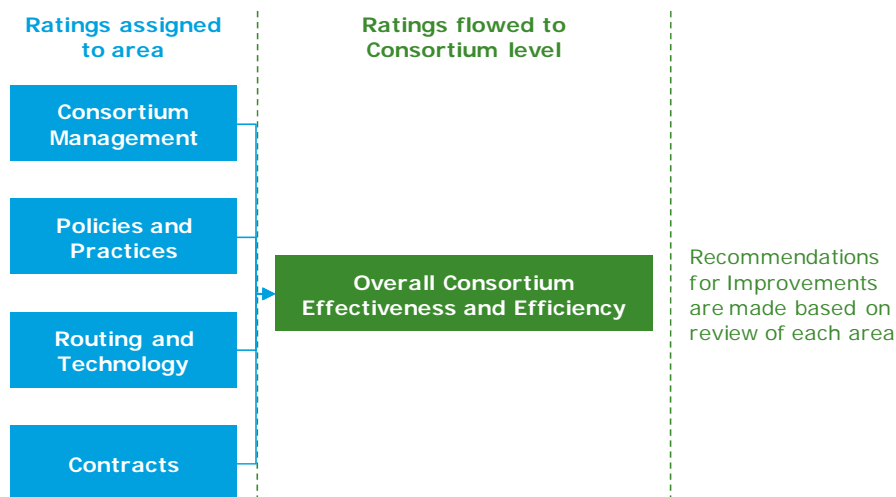 Ratings assigned
to area
Ratings flowed to
Consortium level
Consortium
Management
Policies and
Practices
Routing and
Technology
Contracts
Overall Consortium
Effectiveness and Efficiency
Recommendations
for Improvements
are made based on
review of each area